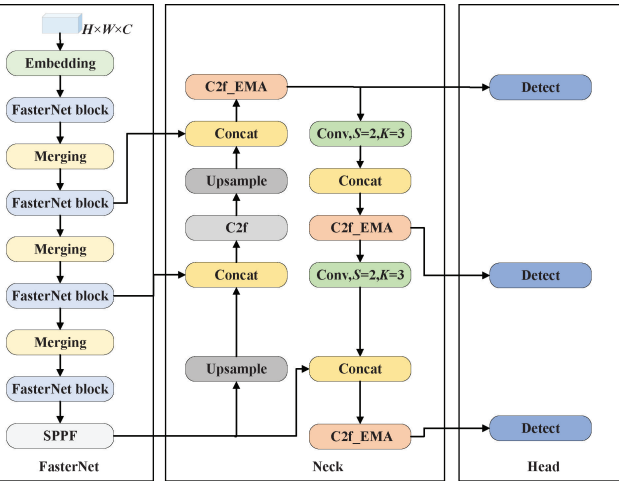 H×W×C
Embedding
FasterNet block
Merging
FasterNet block
Merging
FasterNet block
Merging
FasterNet block
SPPF
FasterNet
C2f_EMA
Concat
Upsample
C2f
Concat
Upsample
Conv,S=2,K=3
Concat
C2f_EMA
Conv,S=2,K=3
Concat
C2f_EMA
Neck
Detect
Detect
Detect
Head